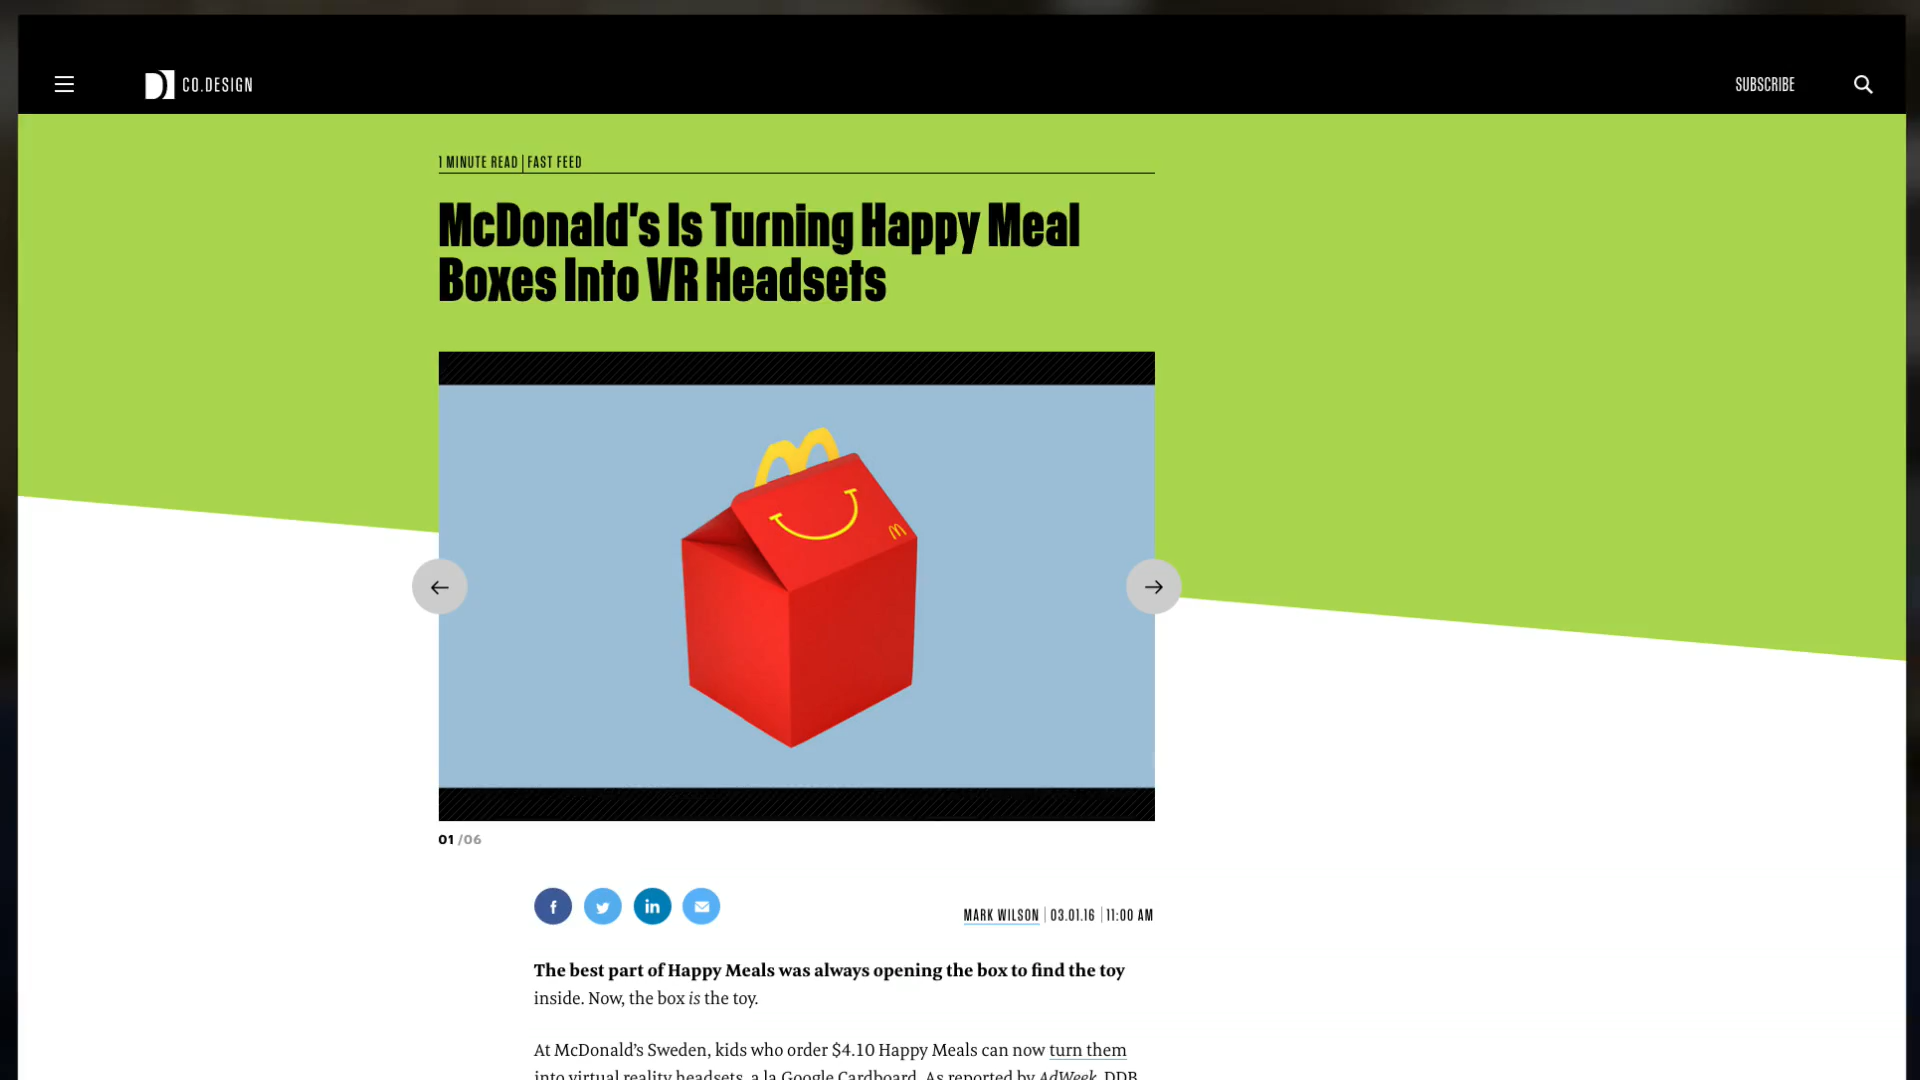 CO.DESIGN
SUBSCRIBE
1 MINUTE READ | FAST FEED
McDonald's Is Turning Happy Meal
Boxes Into VR Headsets
01 /06
MARK WILSON | 03.01.16 | 11:00 AM
The best part of Happy Meals was always opening the box to find the toy
inside. Now, the box is the toy.
At McDonald’s Sweden, kids who order $4.10 Happy Meals can now turn them
into virtual reality headsets, a la Google Cardboard. As reported by AdWeek, DDB